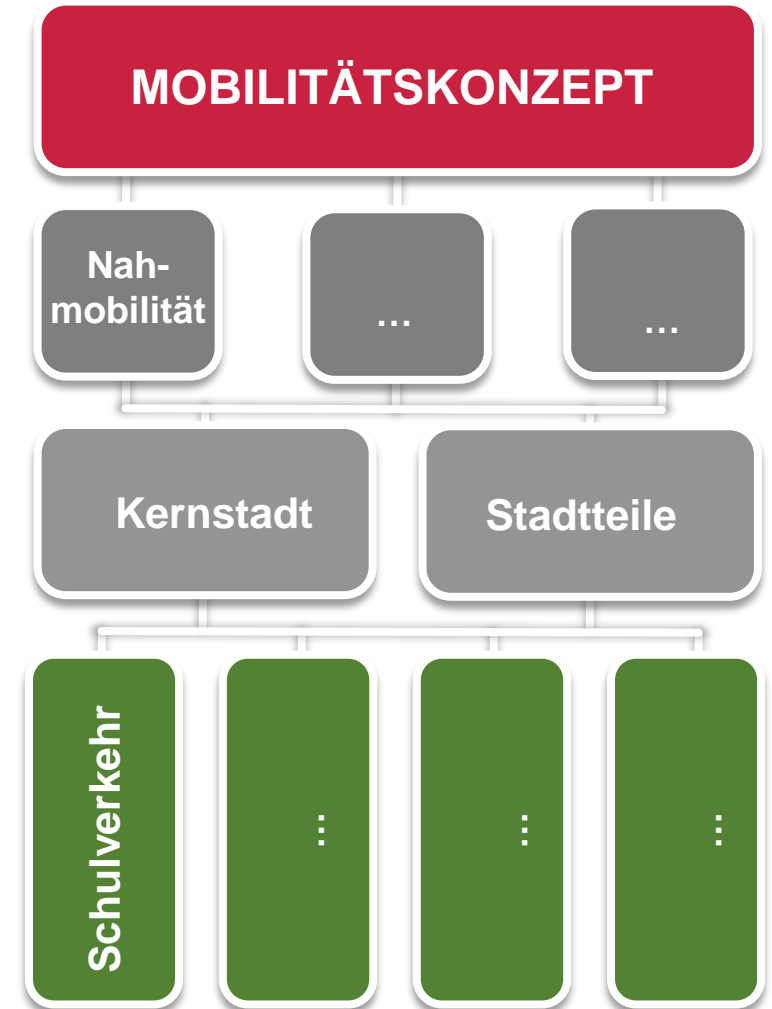 MOBILITÄTSKONZEPT
Nah-
mobilität
...
...
Kernstadt
Stadtteile
Schulverkehr
...
...
...